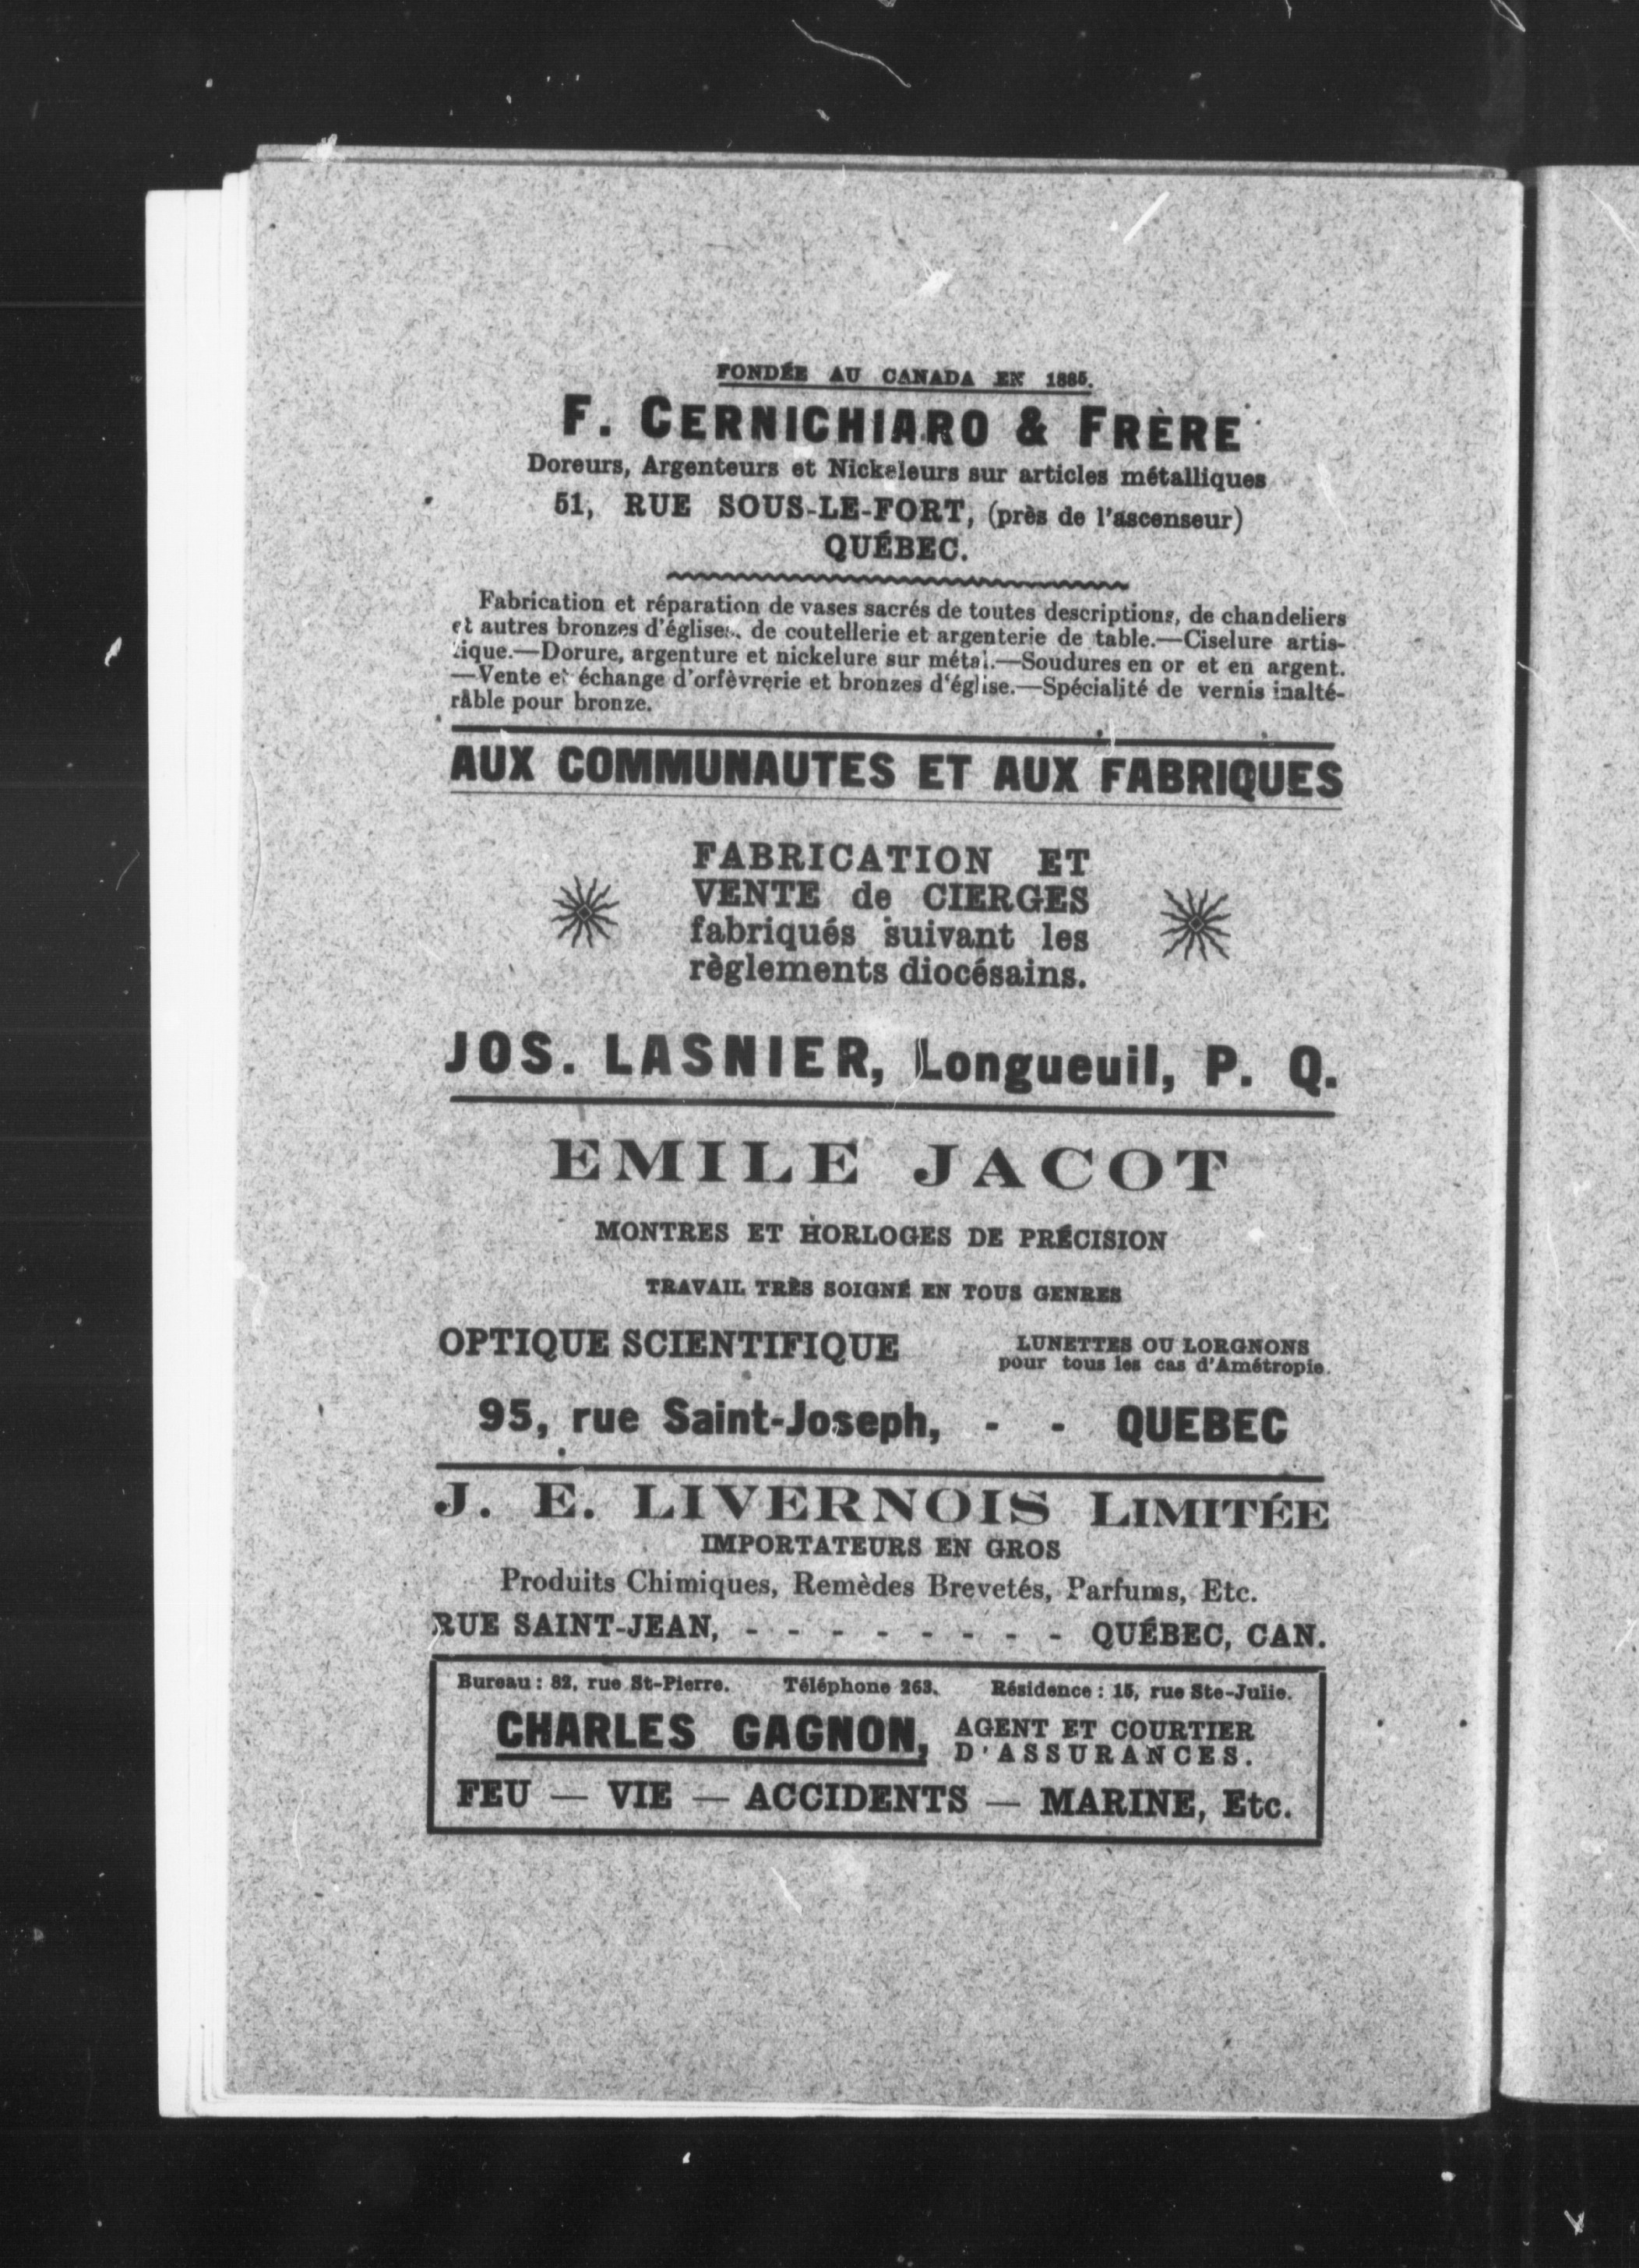 FONDÉE AU CANADA EN 1885.
F. CERNICHIARO & FRÈRE
Doreurs, Argenteurs et Nickeleurs sur articles métalliques
51, RUE SOUS-LE-FORT, (près de l'ascenseur)
QUÉBEC.
Fabrication et réparation de vases sacrés de toutes descriptions, de chandeliers
et autres bronzes d'églises, de coutellerie et argenterie de table.—Ciselure artis-
tique.—Dorure, argenture et nickelure sur métal.—Soudures en or et en argent.
—Vente et échange d'orfèvrerie et bronzes d'église.—Spécialité de vernis inalté-
râble pour bronze.
AUX COMMUNAUTES ET AUX FABRIQUES
FABRICATION ET
VENTE de CIERGES
fabriqués suivant les
règlements diocésains.
JOS. LASNIER, Longueuil, P. Q.
EMILE JACOT
MONTRES ET HORLOGES DE PRÉCISION
TRAVAIL TRÈS SOIGNÉ EN TOUS GENRES
OPTIQUE SCIENTIFIQUE
LUNETTES OU LORGNONS
pour tous les cas d'Amétropie.
95, rue Saint-Joseph, - - QUEBEC
J. E. LIVERNOIS LIMITÉE
IMPORTATEURS EN GROS
Produits Chimiques, Remèdes Brevetés, Parfums, Etc.
RUE SAINT-JEAN, - - - - - - - - QUÉBEC, CAN.
Bureau : 82, rue St-Pierre. Téléphone 263. Résidence : 15, rue Ste-Julie.
CHARLES GAGNON, AGENT ET COURTIER
D'ASSURANCES.
FEU — VIE — ACCIDENTS — MARINE, Etc.